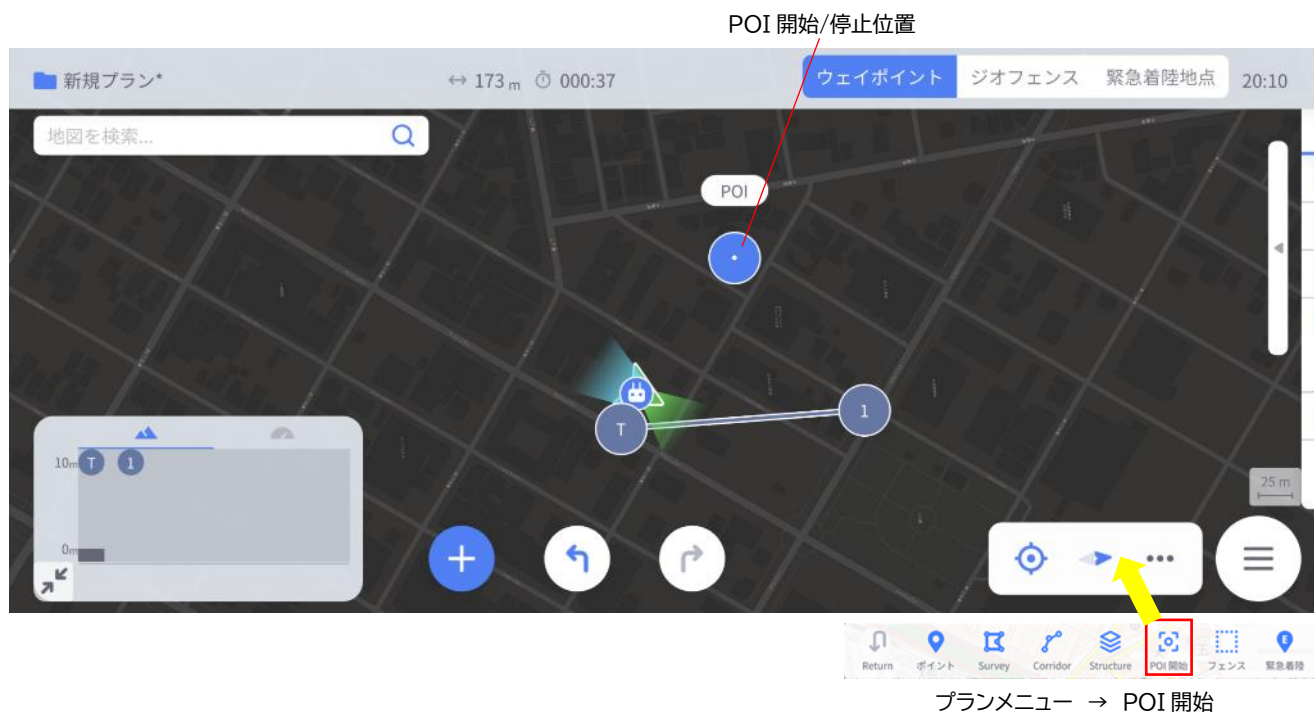 POI 開始/停止位置
新規プラン*
↔ 173 m
000:37
ウェイポイント
ジオフェンス
緊急着陸地点
20:10
地図を検索...
POI
1
T
10m
T
1
0m
25 m
Return
ポイント
Survey
Corridor
Structure
POI 開始
フェンス
E
緊急着陸
プランメニュー → POI 開始